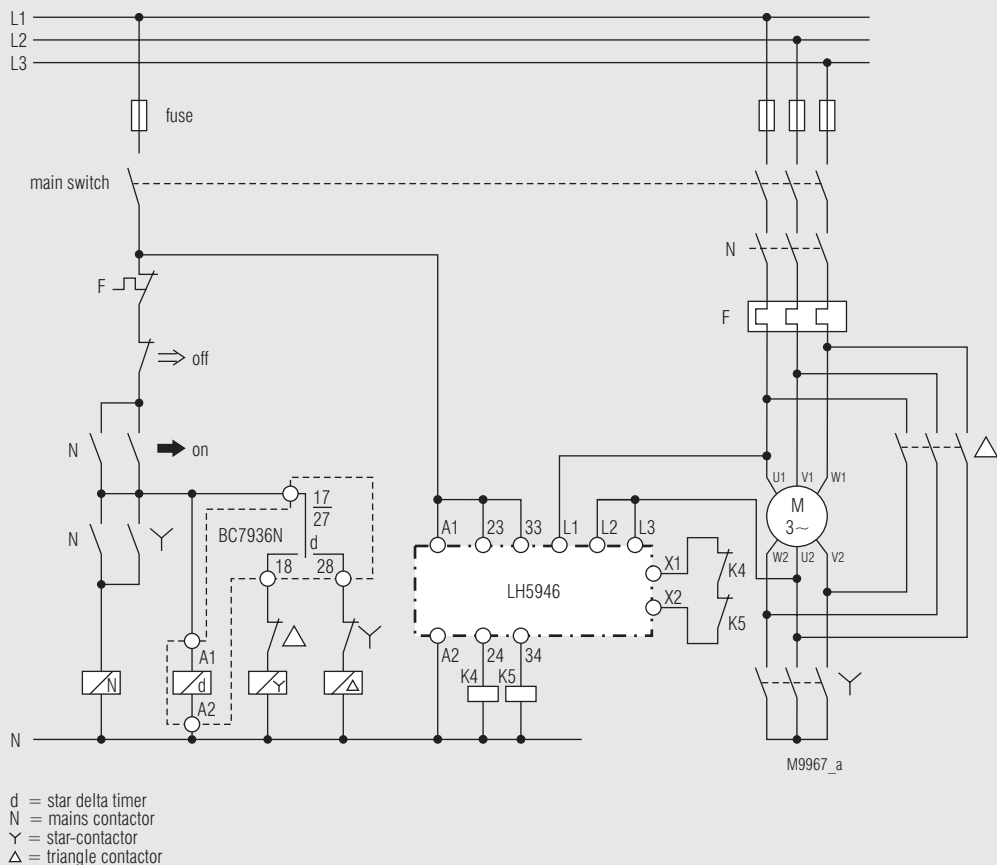 L1
L2
L3
fuse
main switch
N
F
F
off
N
on
17
27
BC7936N
d
N
18
28
U1 V1 W1
M
3~
W2 U2 V2
A1 23 33 L1 L2 L3
X1
K4
LH5946
X2
K5
A1
A2 24 34
N
d
Y
△
K4 K5
A2
N
M9967_a
d = star delta timer
N = mains contactor
Y = star-contactor
△ = triangle contactor